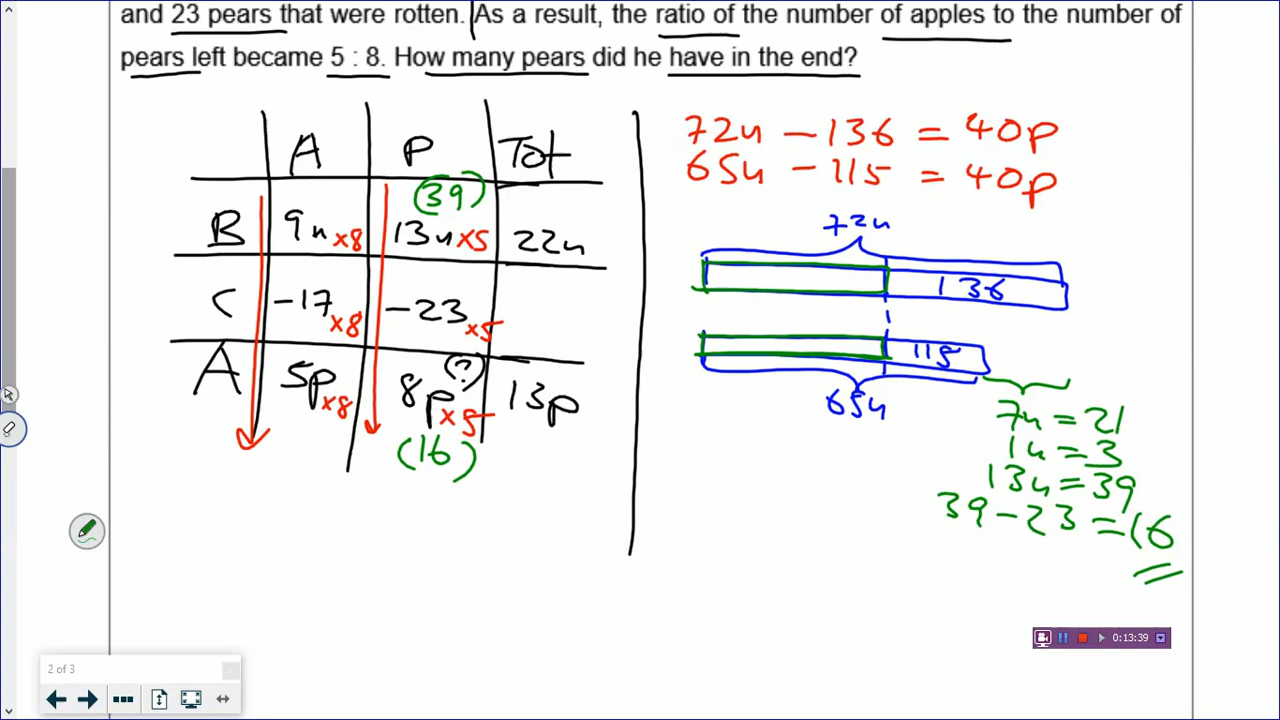 and 23 pears that were rotten. As a result, the ratio of the number of apples to the number of
pears left became 5 : 8. How many pears did he have in the end?
A P Tot
(39)
B 9u x8 13u x5 22u
C -17 x8 -23 x5
A 5p x8 8p (?) x5 13p
(16)
72u - 136 = 40p
65u - 115 = 40p
72u
136
115
65u
7u = 21
1u = 3
13u = 39
39 - 23 = 16
0:13:39
2 of 3